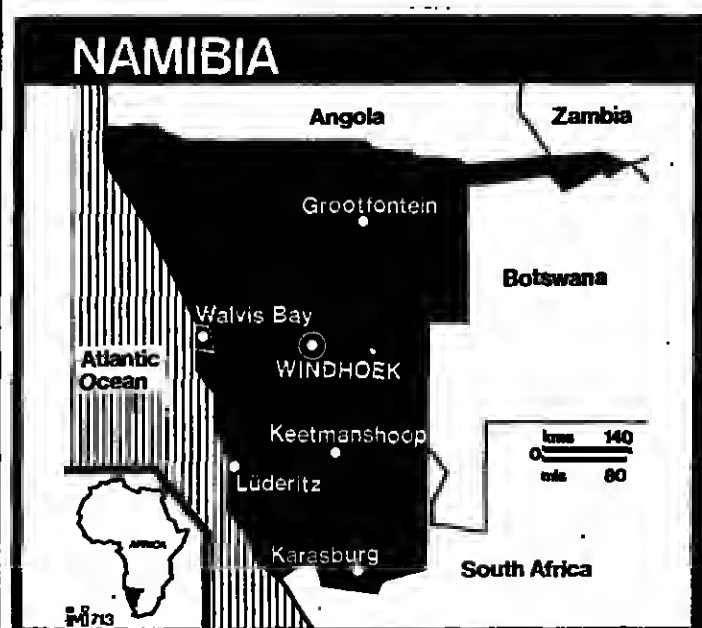 NAMIBIA
Angola
Zambia
Grootfontein
Botswana
Walvis Bay
Atlantic
Ocean
WINDHOEK
Keetmanshoop
kms 140
0
mls 80
Lüderitz
AFRICA
Karasburg
South Africa
713